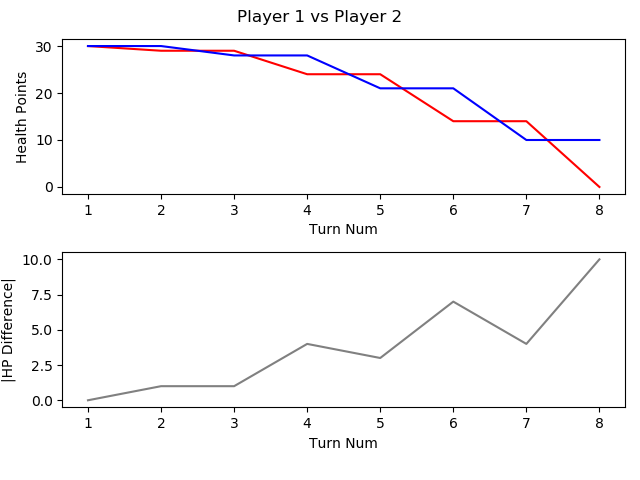 Player 1 vs Player 2
Health Points
30
20
10
0
1 2 3 4 5 6 7 8
Turn Num
|HP Difference|
10.0
7.5
5.0
2.5
0.0
1 2 3 4 5 6 7 8
Turn Num